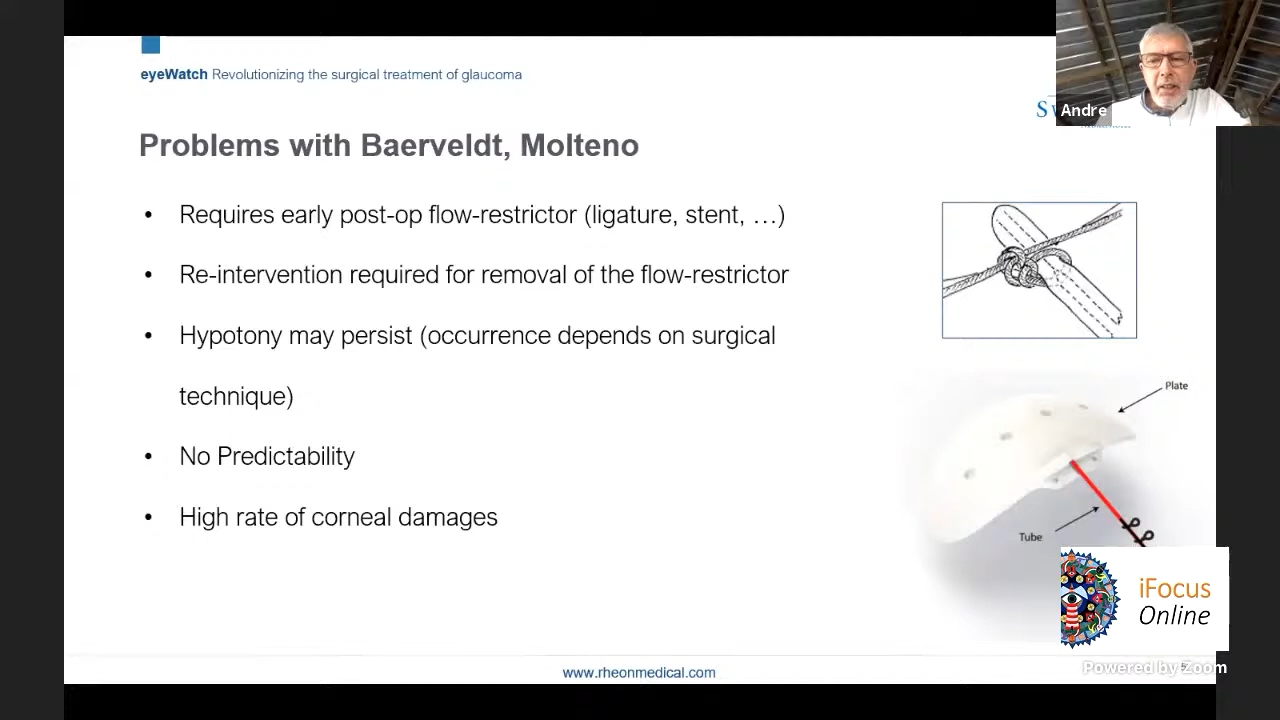 eyeWatch Revolutionizing the surgical treatment of glaucoma
Andre
Problems with Baerveldt, Molteno
• Requires early post-op flow-restrictor (ligature, stent, …)
• Re-intervention required for removal of the flow-restrictor
• Hypotony may persist (occurrence depends on surgical
technique)
• No Predictability
• High rate of corneal damages
Plate
Tube
iFocus
Online
www.rheonmedical.com
Powered by Zoom